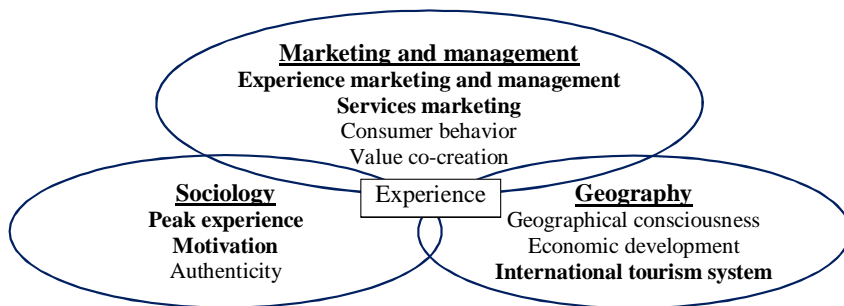 Marketing and management
Experience marketing and management
Services marketing
Consumer behavior
Value co-creation
Experience
Sociology
Peak experience
Motivation
Authenticity
Geography
Geographical consciousness
Economic development
International tourism system